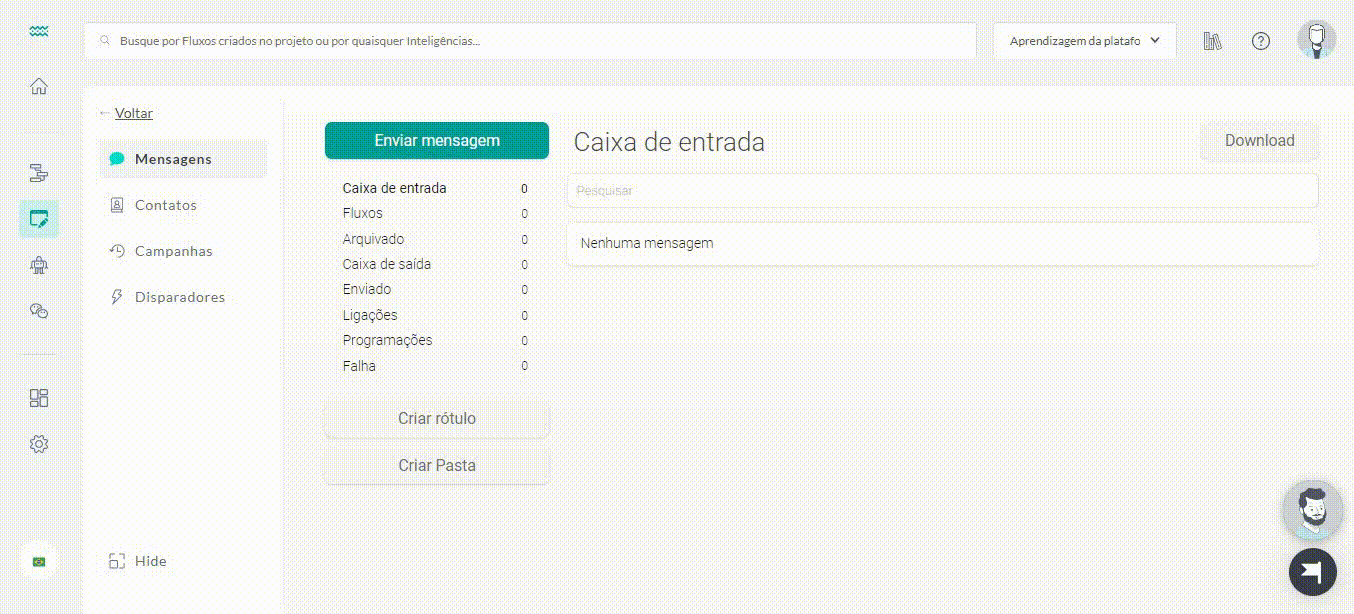 Busque por Fluxos criados no projeto ou por quaisquer Inteligências...
Aprendizagem da platafo
← Voltar
Mensagens
Contatos
Campanhas
Disparadores
Hide
Enviar mensagem
Caixa de entrada 0
Fluxos 0
Arquivado 0
Caixa de saída 0
Enviado 0
Ligações 0
Programações 0
Falha 0
Criar rótulo
Criar Pasta
Caixa de entrada
Download
Pesquisar
Nenhuma mensagem